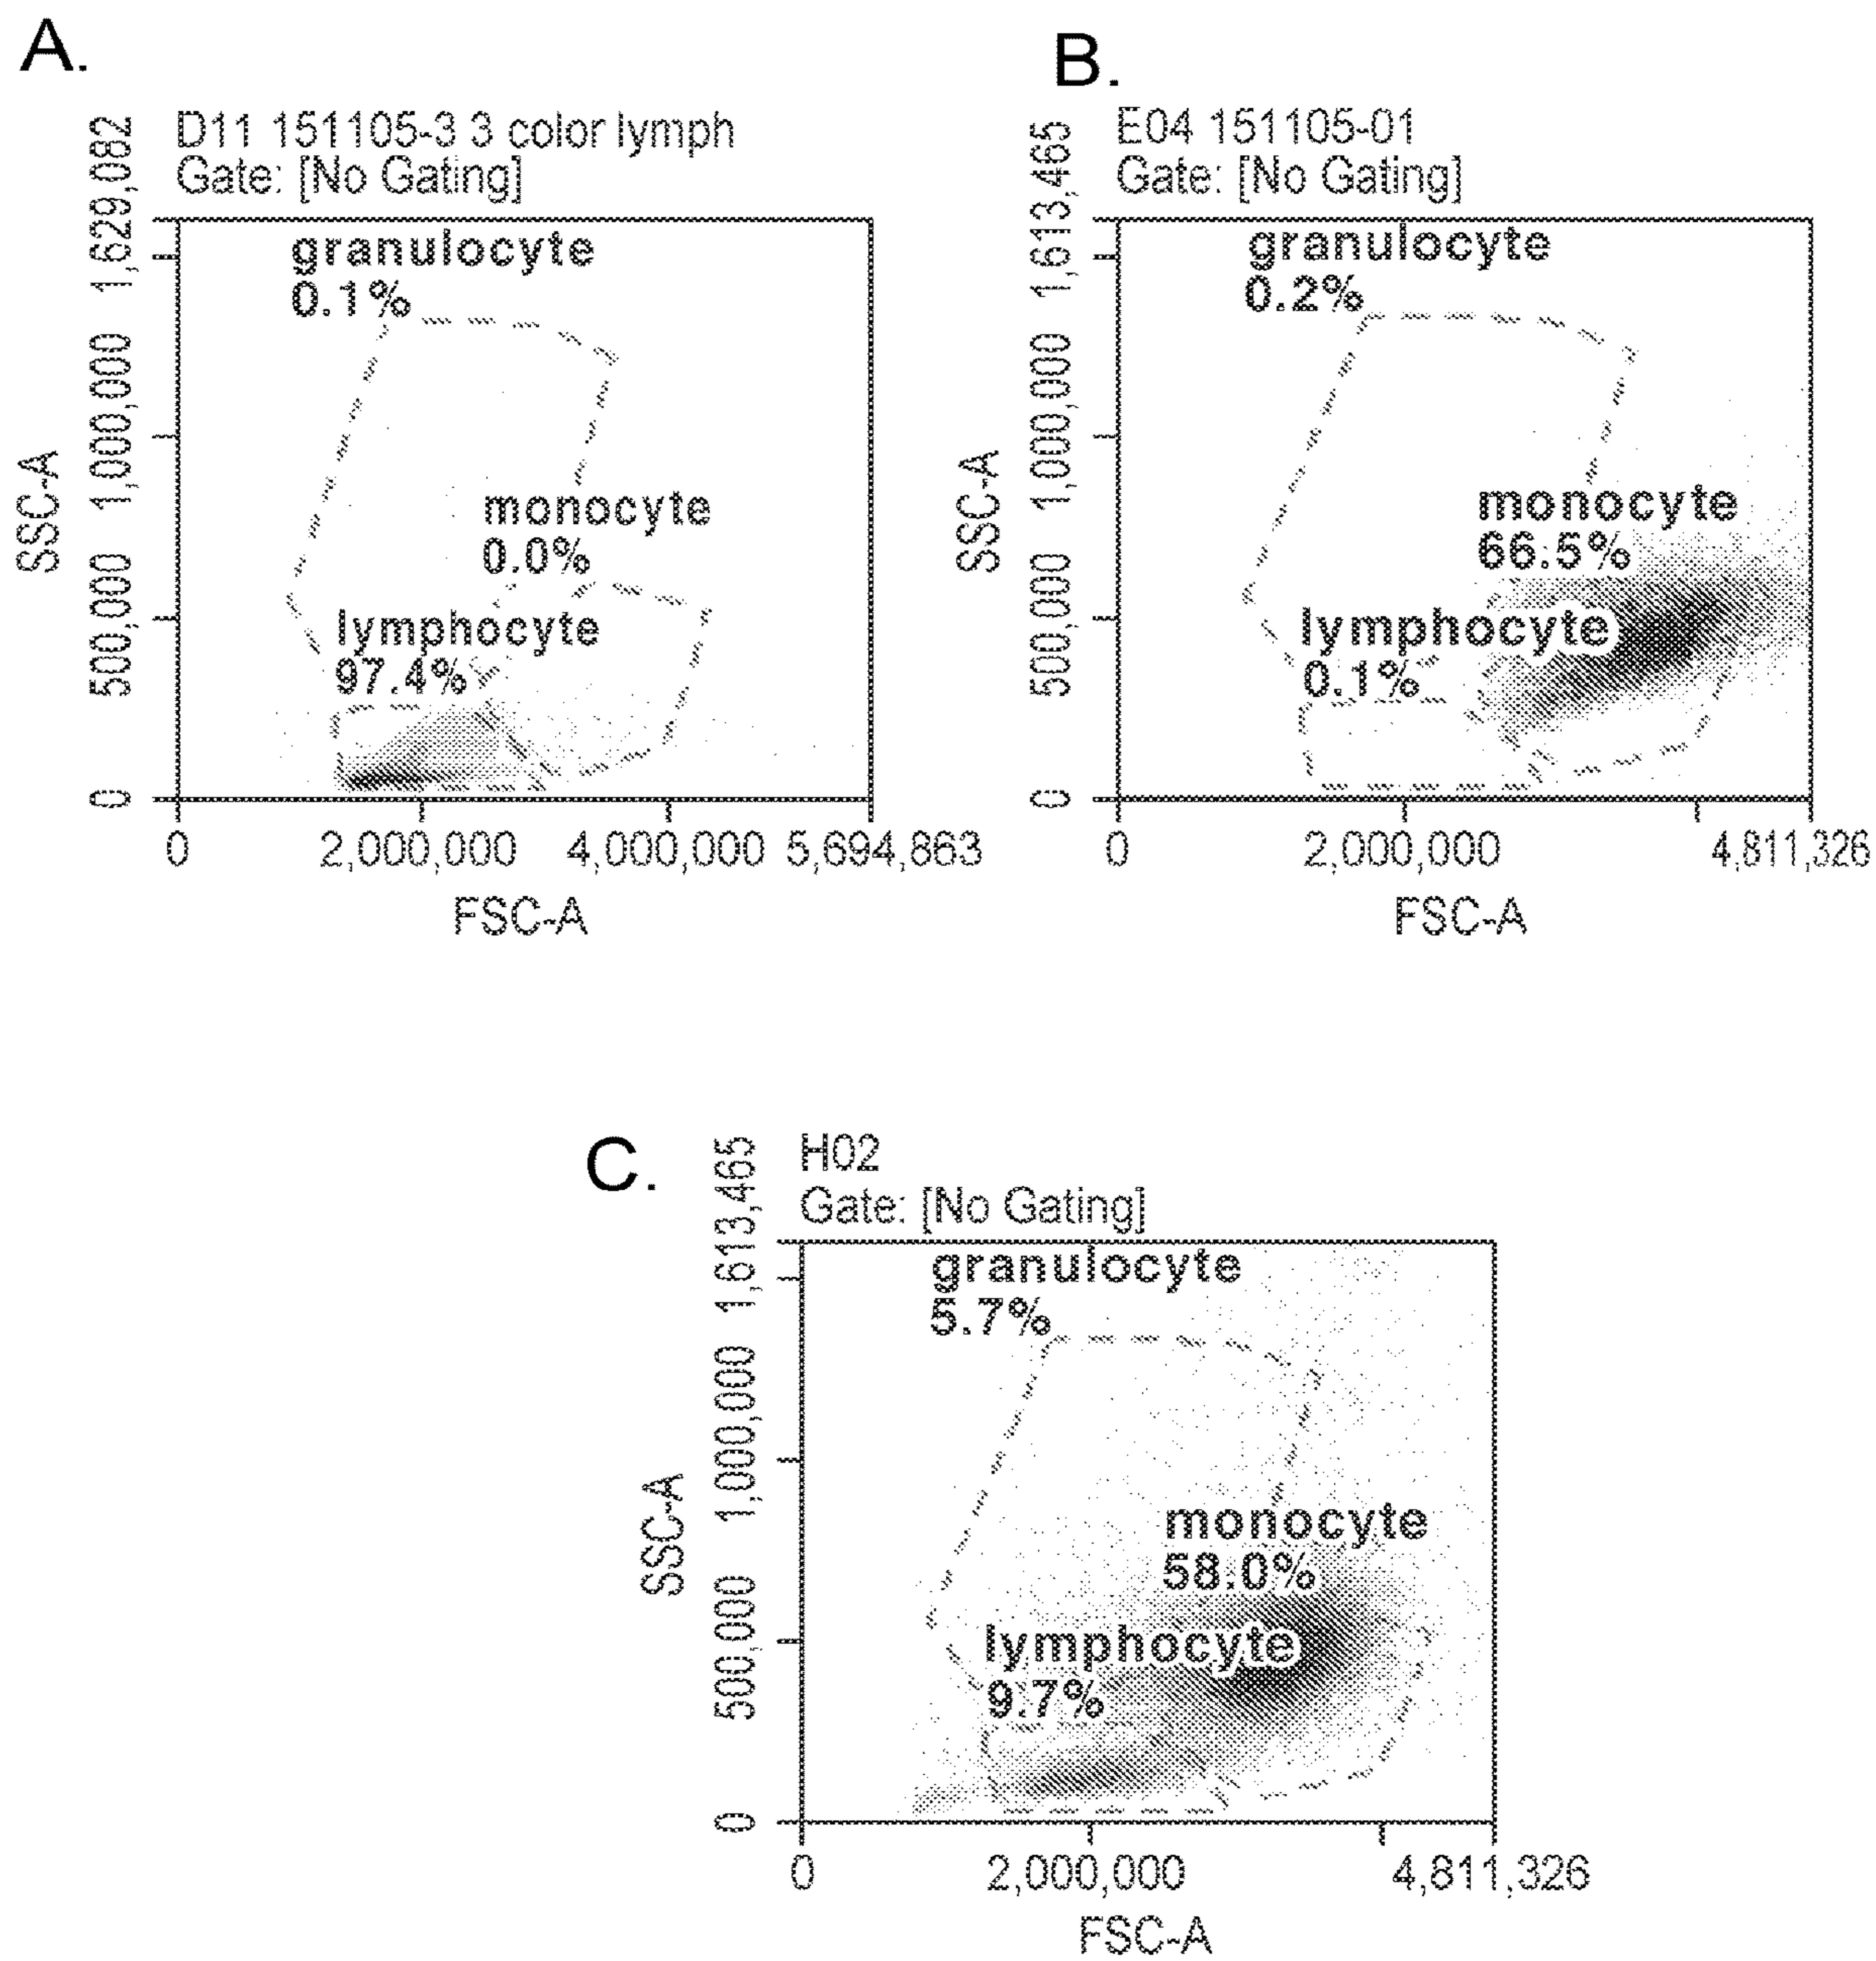 A.
D11 151105-3 3 color lymph
Gate: [No Gating]
granulocyte
0.1%
monocyte
0.0%
lymphocyte
97.4%
SSC-A
0 500,000 1,000,000 1,629,082
0 2,000,000 4,000,000 5,694,863
FSC-A
B.
E04 151105-01
Gate: [No Gating]
granulocyte
0.2%
monocyte
66.5%
lymphocyte
0.1%
SSC-A
0 500,000 1,000,000 1,613,465
0 2,000,000 4,811,326
FSC-A
C.
H02
Gate: [No Gating]
granulocyte
5.7%
monocyte
58.0%
lymphocyte
9.7%
SSC-A
0 500,000 1,000,000 1,613,465
0 2,000,000 4,811,326
FSC-A